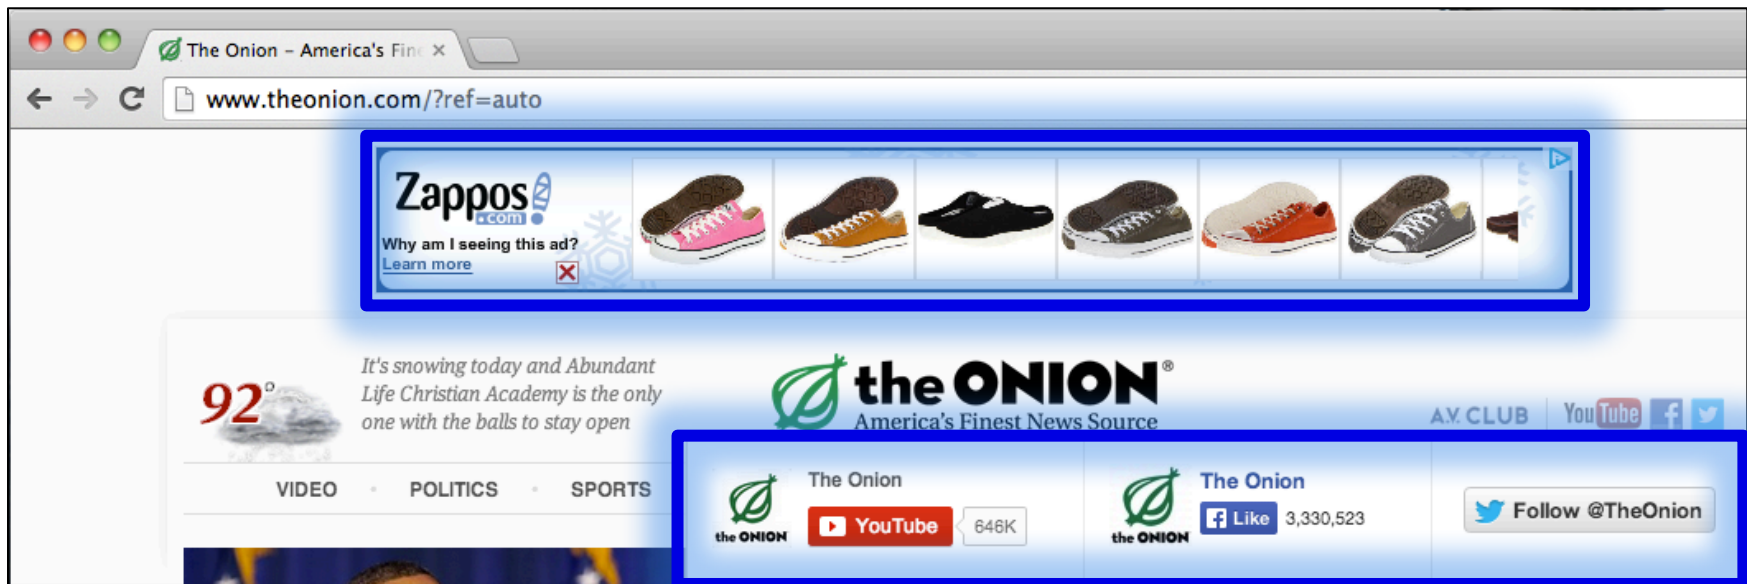 The Onion - America's Fin
www.theonion.com/?ref=auto
Zappos
.com
Why am I seeing this ad?
Learn more
92°
It's snowing today and Abundant
Life Christian Academy is the only
one with the balls to stay open
the ONION®
America's Finest News Source
A.V. CLUB
YouTube
VIDEO • POLITICS • SPORTS
the ONION
The Onion
YouTube
646K
the ONION
The Onion
Like
3,330,523
Follow @TheOnion